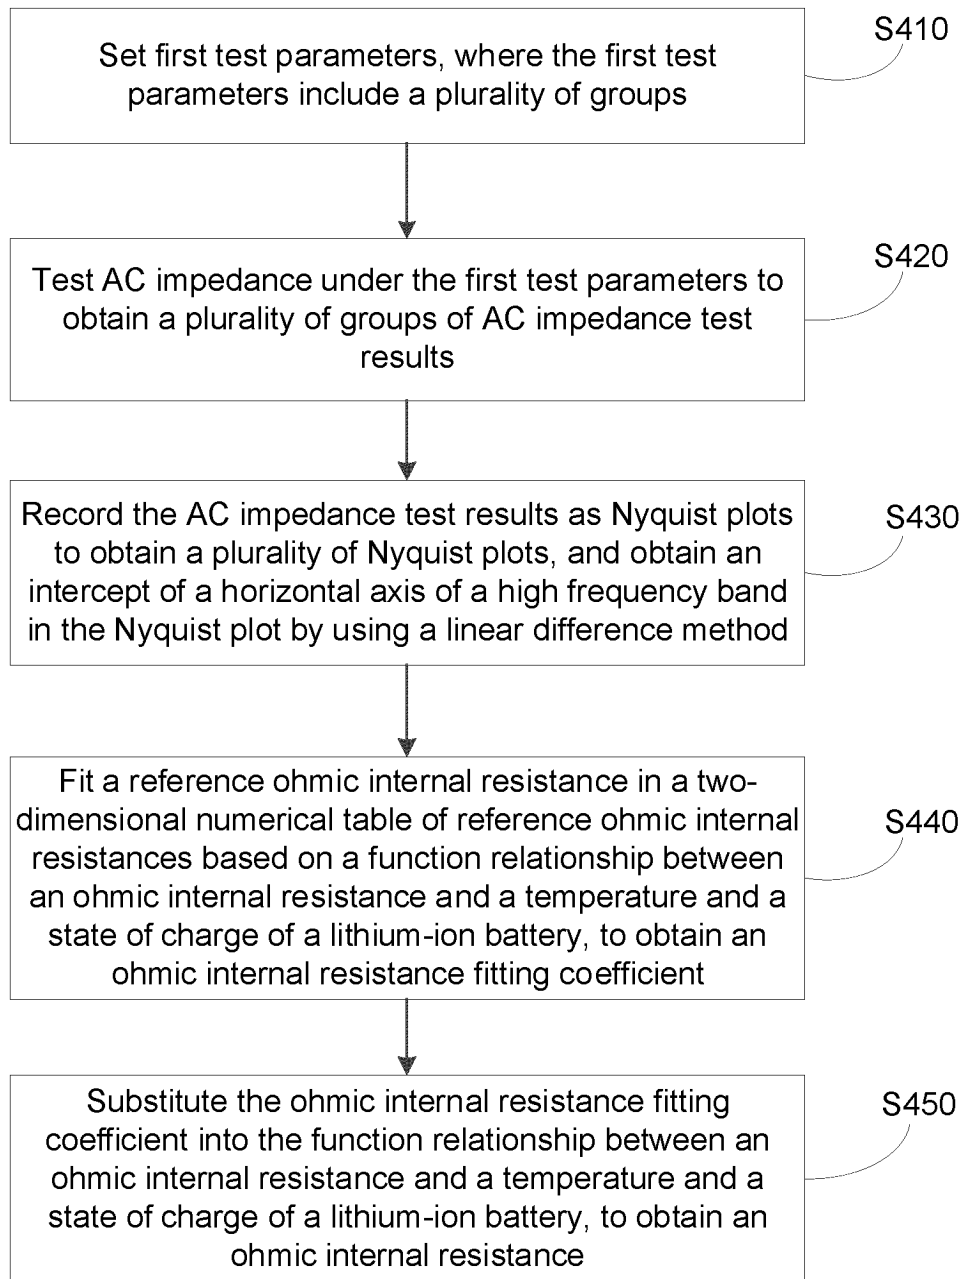 S410
Set first test parameters, where the first test
parameters include a plurality of groups
S420
Test AC impedance under the first test parameters to
obtain a plurality of groups of AC impedance test
results
S430
Record the AC impedance test results as Nyquist plots
to obtain a plurality of Nyquist plots, and obtain an
intercept of a horizontal axis of a high frequency band
in the Nyquist plot by using a linear difference method
S440
Fit a reference ohmic internal resistance in a two-
dimensional numerical table of reference ohmic internal
resistances based on a function relationship between
an ohmic internal resistance and a temperature and a
state of charge of a lithium-ion battery, to obtain an
ohmic internal resistance fitting coefficient
S450
Substitute the ohmic internal resistance fitting
coefficient into the function relationship between an
ohmic internal resistance and a temperature and a
state of charge of a lithium-ion battery, to obtain an
ohmic internal resistance